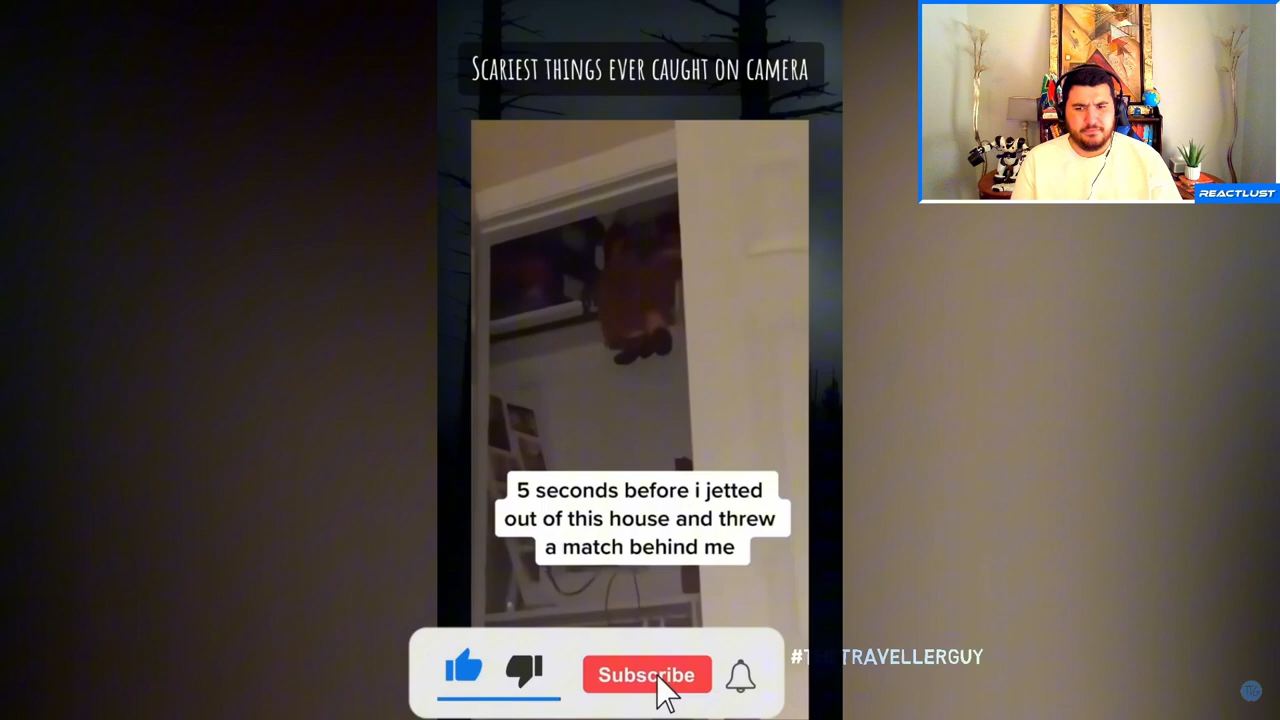 Scariest things ever caught on camera
REACTLUST
5 seconds before i jetted
out of this house and threw
a match behind me
Subscribe
TRAVELLERGUY